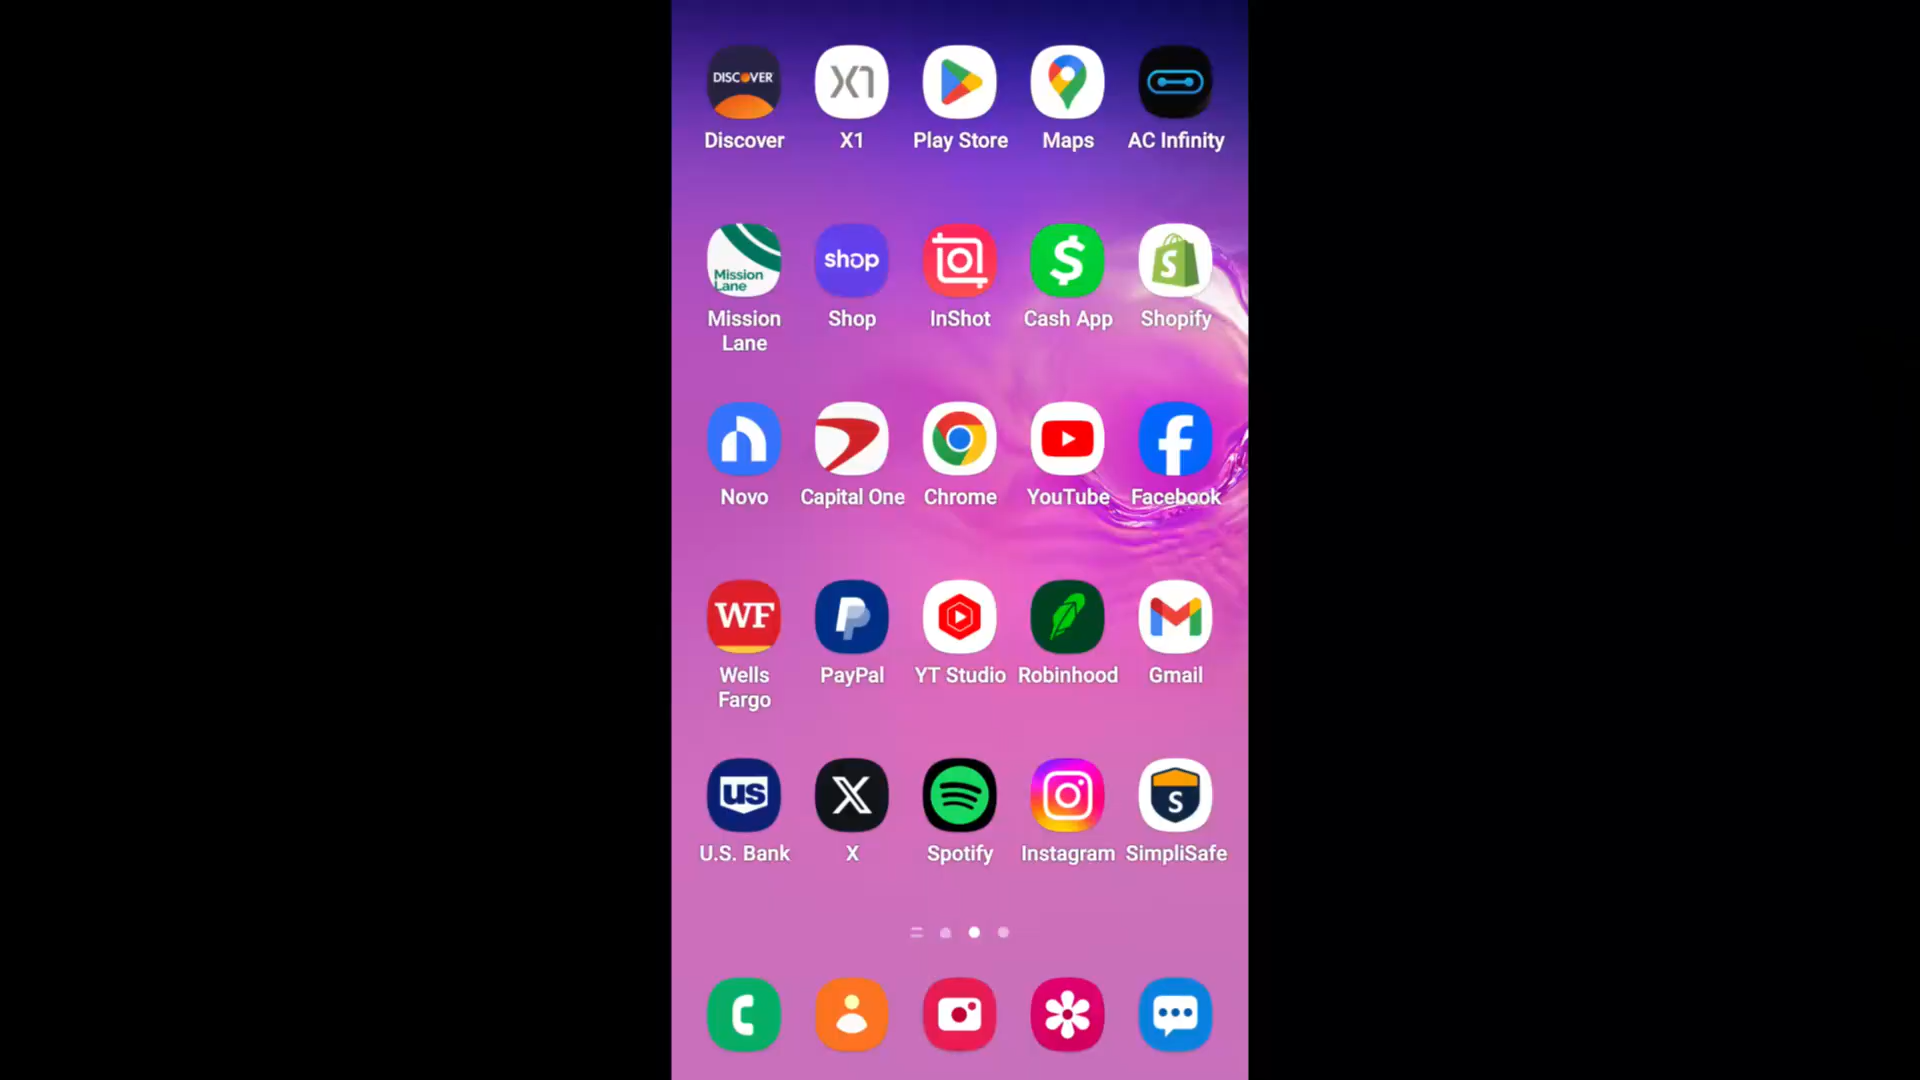 DISCOVER
X1
Discover
X1
Play Store
Maps
AC Infinity
Mission
Lane
shop
$
S
Mission
Lane
Shop
InShot
Cash App
Shopify
f
Novo
Capital One
Chrome
YouTube
Facebook
WF
P
M
Wells
Fargo
PayPal
YT Studio
Robinhood
Gmail
us
X
S
U.S. Bank
X
Spotify
Instagram
SimpliSafe